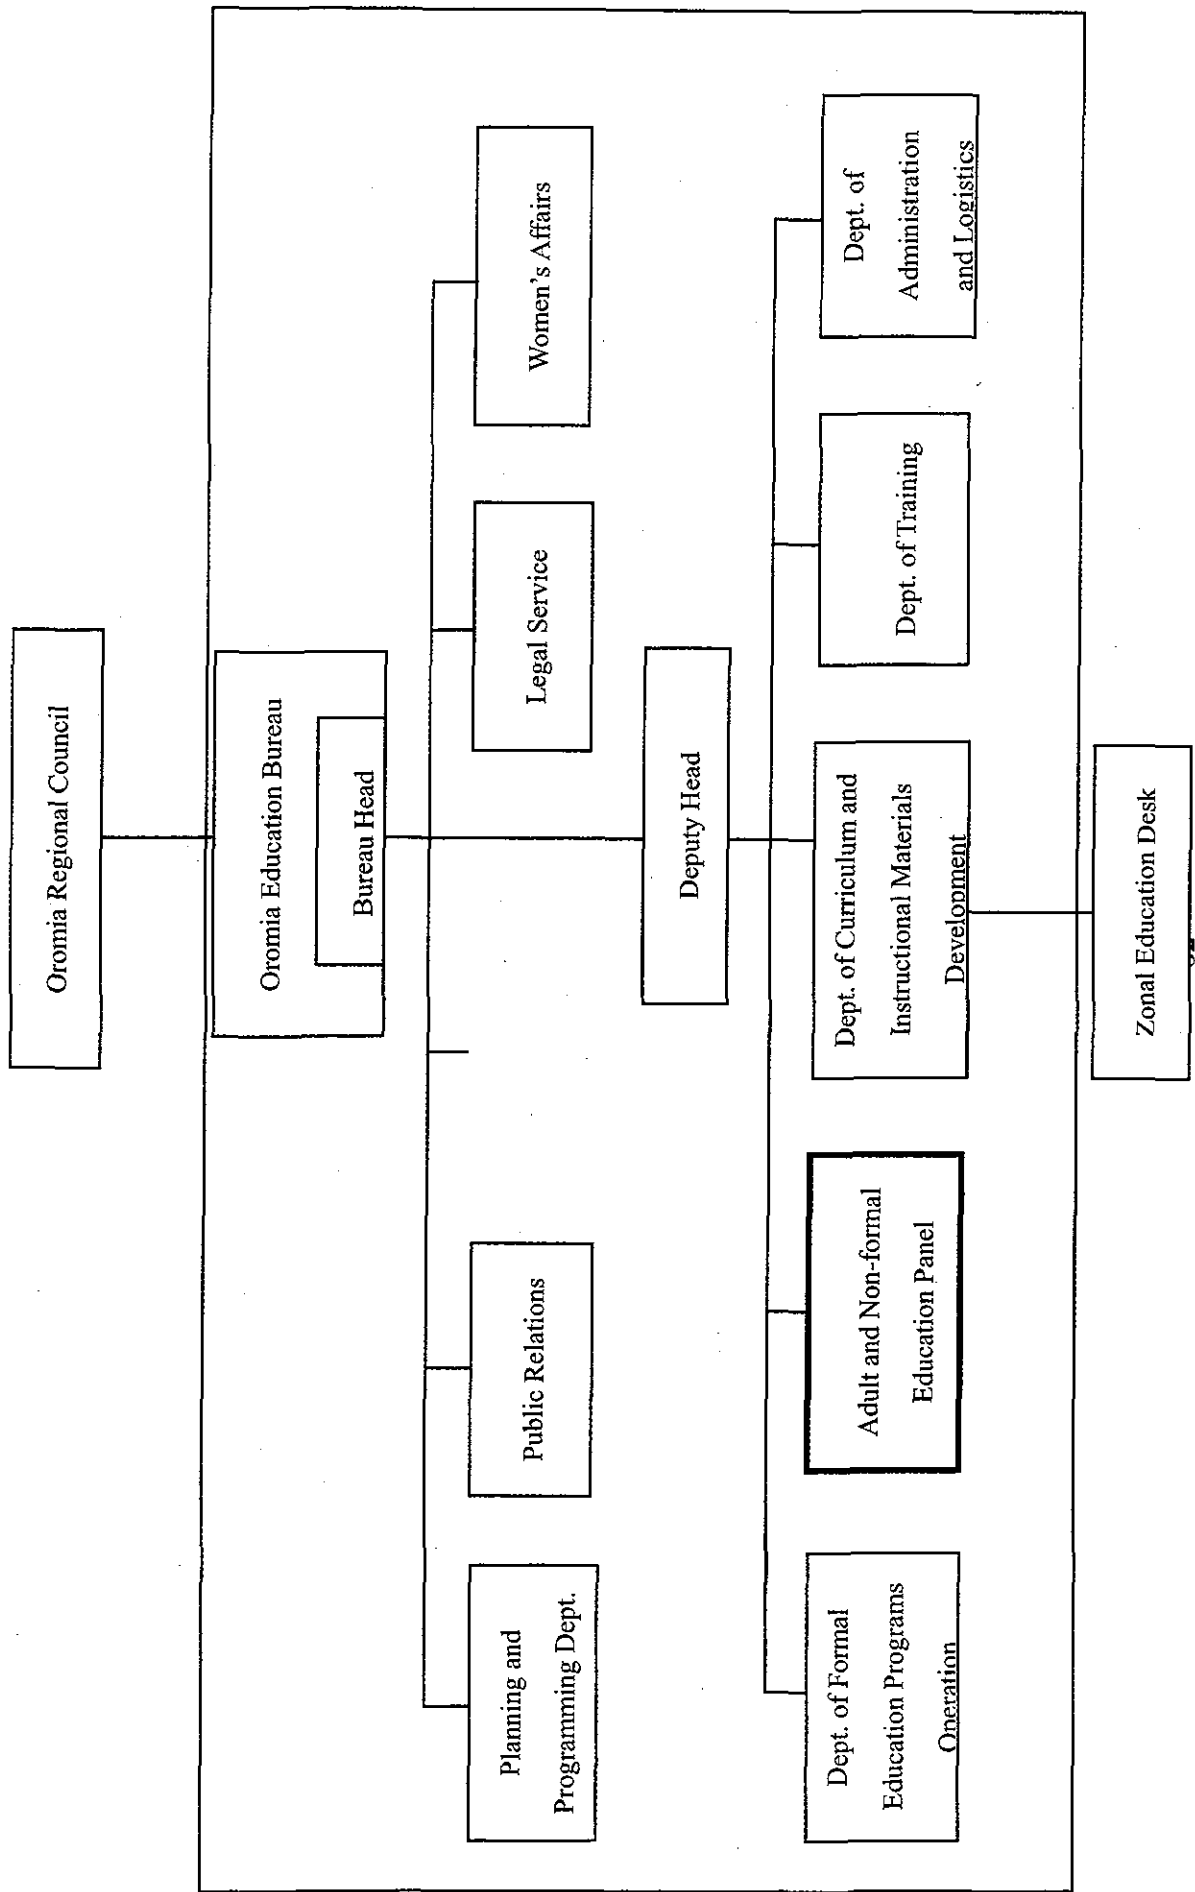 Oromia Regional Council
Oromia Education Bureau
Bureau Head
Planning and
Programming Dept.
Public Relations
Legal Service
Women's Affairs
Deputy Head
Dept. of Formal
Education Programs
Operation
Adult and Non-formal
Education Panel
Dept. of Curriculum and
Instructional Materials
Development
Dept. of Training
Dept. of
Administration
and Logistics
Zonal Education Desk